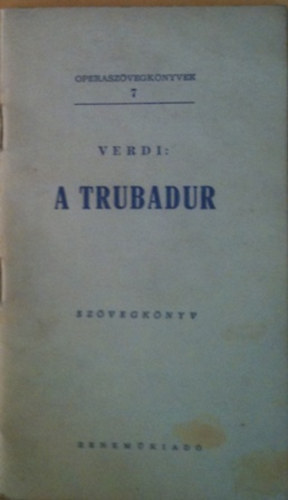 OPERASZÖVEGKÖNYVEK
7
VERDI:
A TRUBADUR
SZÖVEGKÖNYV
ZENEMŰKIADÓ